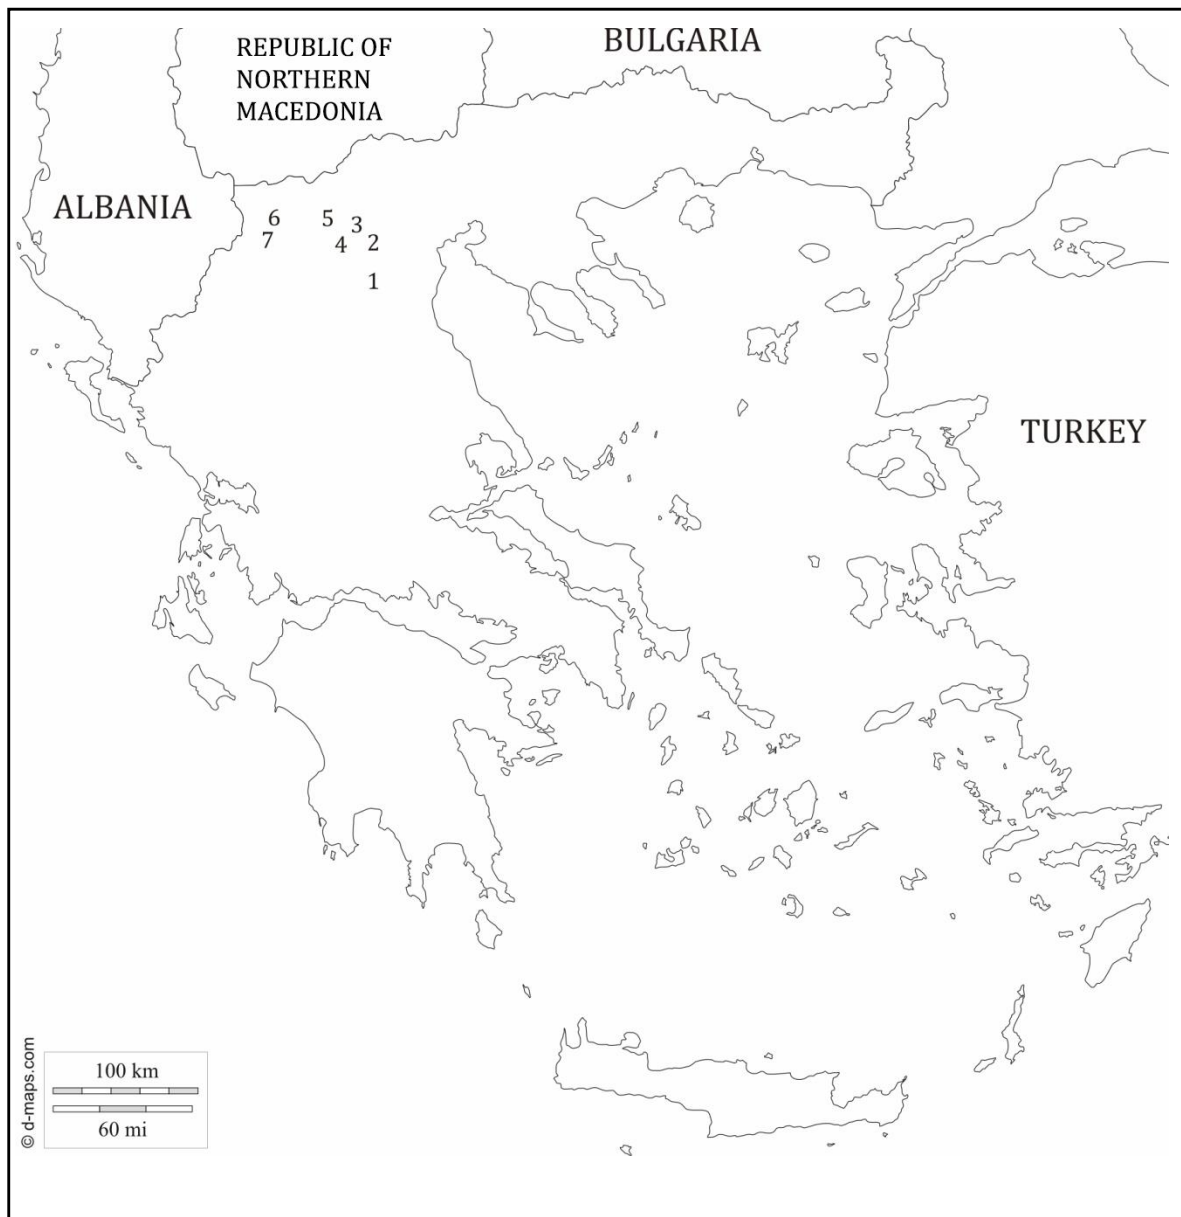 BULGARIA
REPUBLIC OF
NORTHERN
MACEDONIA
ALBANIA
6 5 3
7 4 2
1
TURKEY
© d-maps.com
100 km
60 mi